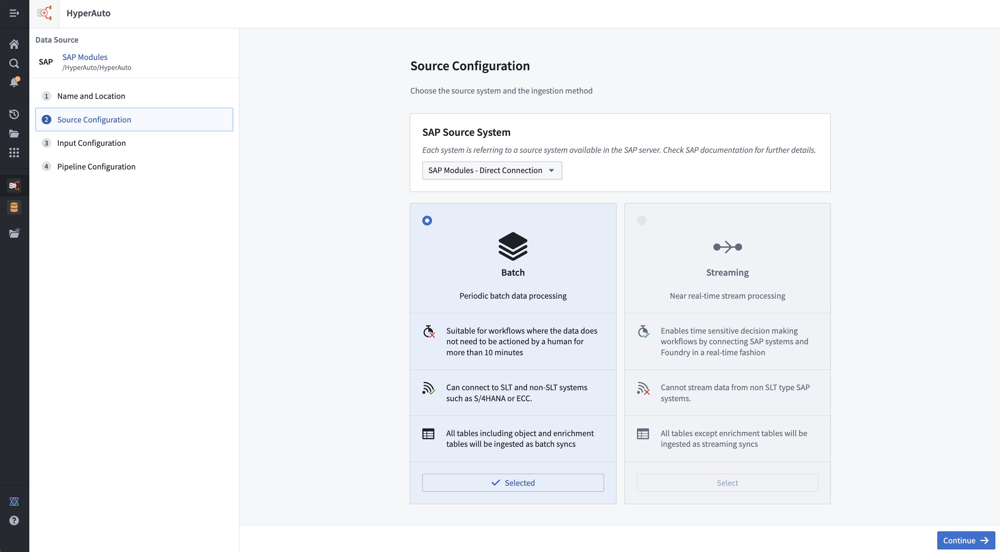 HyperAuto
Data Source
SAP
SAP Modules
/HyperAuto/HyperAuto
1 Name and Location
2 Source Configuration
3 Input Configuration
4 Pipeline Configuration
Source Configuration
Choose the source system and the ingestion method
SAP Source System
Each system is referring to a source system available in the SAP server. Check SAP documentation for further details.
SAP Modules - Direct Connection
Batch
Periodic batch data processing
Suitable for workflows where the data does
not need to be actioned by a human for
more than 10 minutes
Can connect to SLT and non-SLT systems
such as S/4HANA or ECC.
All tables including object and enrichment
tables will be ingested as batch syncs
Selected
Streaming
Near real-time stream processing
Enables time sensitive decision making
workflows by connecting SAP systems and
Foundry in a real-time fashion
Cannot stream data from non SLT type SAP
systems.
All tables except enrichment tables will be
ingested as streaming syncs
Select
Continue